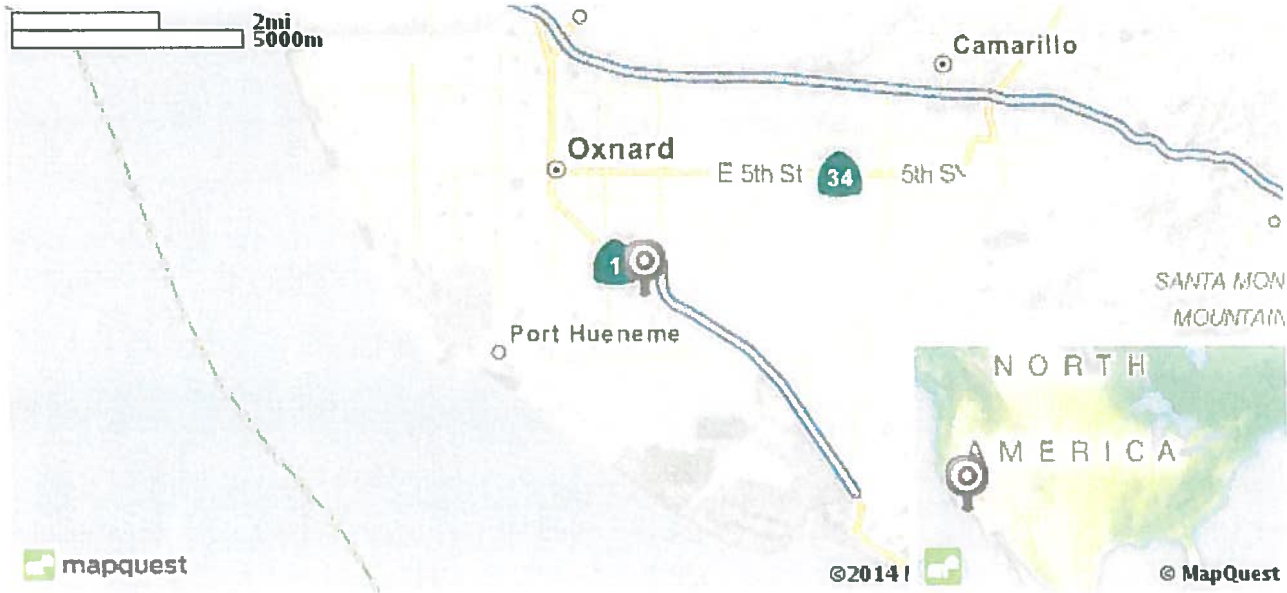 2mi
5000m
Camarillo
Oxnard
E 5th St
34
5th S
1
SANTA MON
MOUNTAIN
Port Hueneme
NORTH
AMERICA
mapquest
©2014
© MapQuest